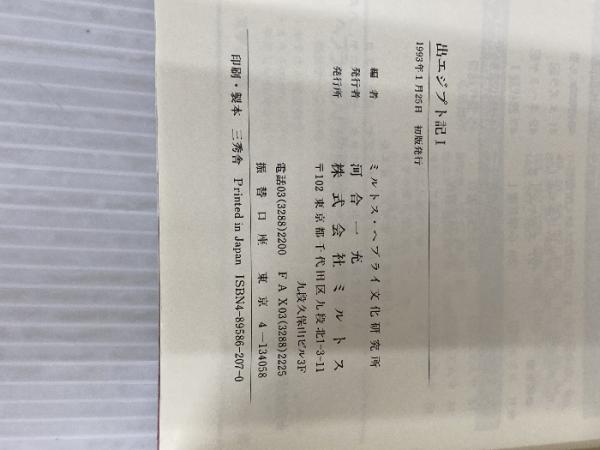 出エジプト記Ⅰ
1993年1月25日 初版発行
編者 ミルトス・ヘブライ文化研究所
発行者 河合一充
発行所 株式会社ミルトス
〒102 東京都千代田区九段北1-3-11
九段久保山ビル3F
電話03(3288)2200 FAX03(3288)2225
振替口座 東京 4―134058
印刷・製本 三秀舎 Printed in Japan ISBN4-89586-207-0